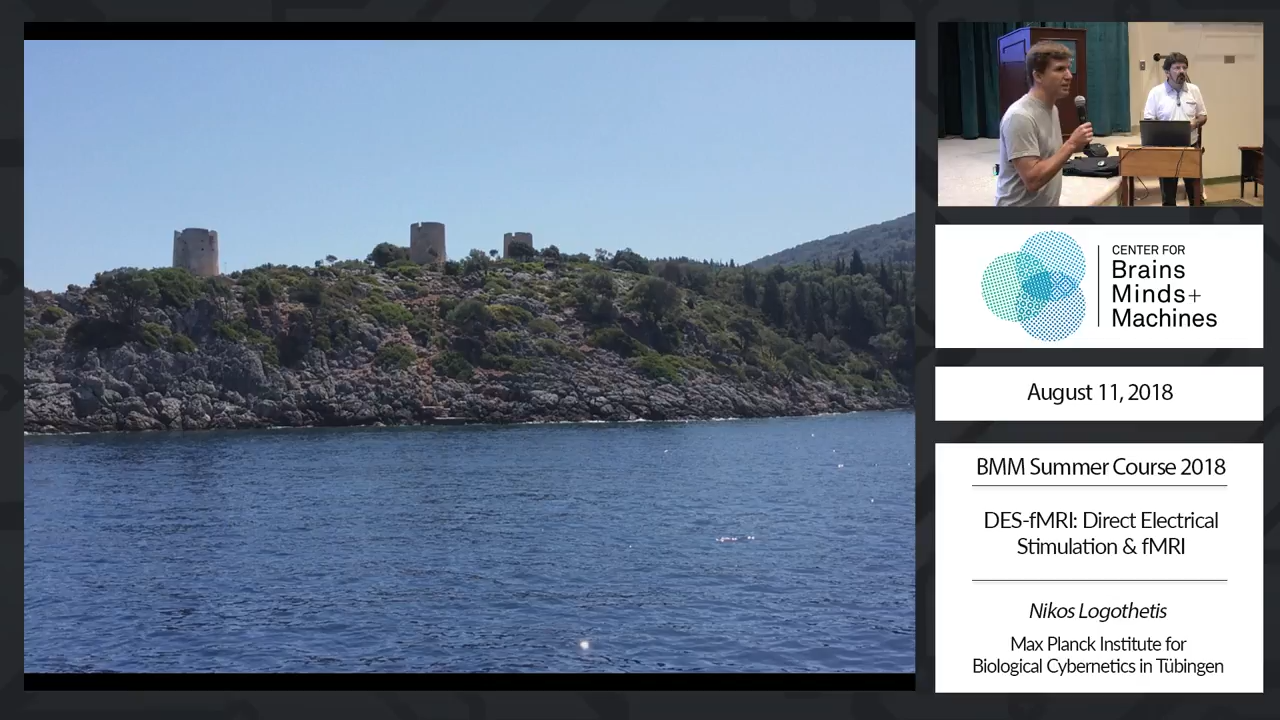 CENTER FOR
Brains
Minds+
Machines
August 11, 2018
BMM Summer Course 2018
DES-fMRI: Direct Electrical
Stimulation & fMRI
Nikos Logothetis
Max Planck Institute for
Biological Cybernetics in Tübingen